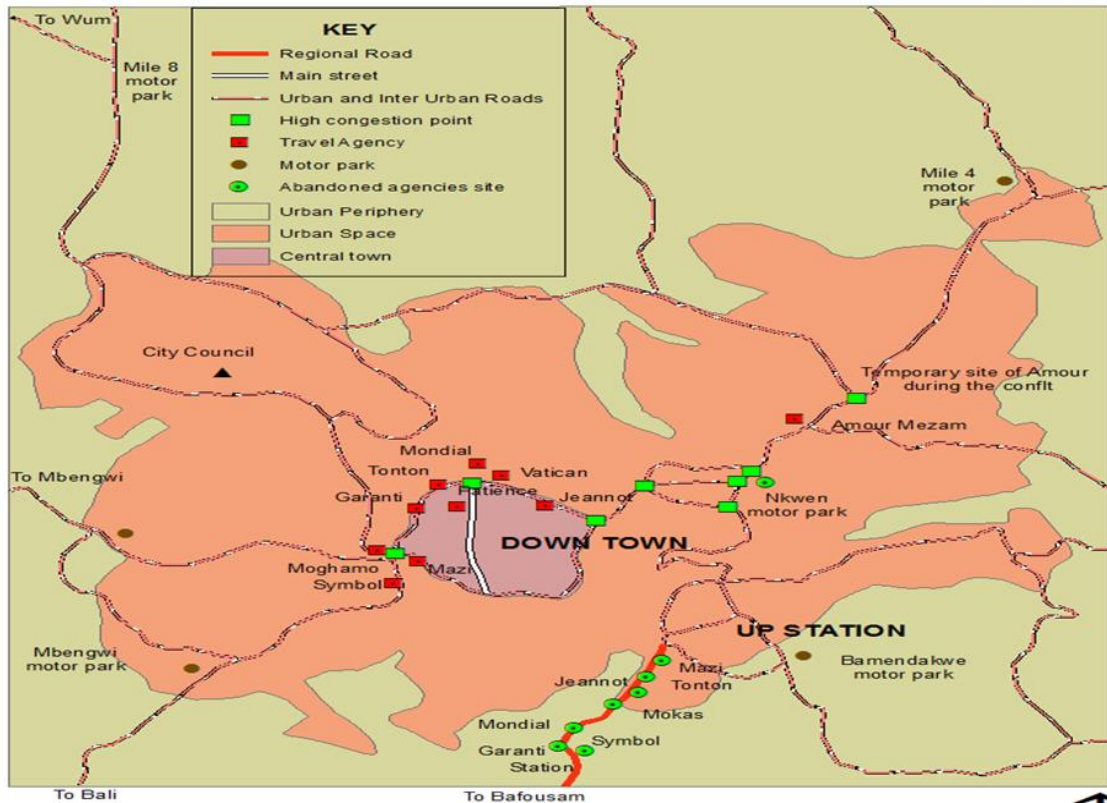 To Wum
Mile 8
motor
park
KEY
Regional Road
Main street
Urban and Inter Urban Roads
High congestion point
Travel Agency
Motor park
Abandoned agencies site
Urban Periphery
Urban Space
Central town
Mile 4
motor
park
City Council
Temporary site of Amour
during the conflt
Amour Mezam
Mondial
Tonton
Vatican
To Mbengwi
Garanti
Patience
Jeannot
Nkwen
motor park
DOWN TOWN
Moghamo
Mazi
Symbol
UP STATION
Mbengwi
motor park
Bamendakwe
motor park
Mazi
Jeannot
Tonton
Mokas
Mondial
Symbol
Garanti
Station
To Bali
To Bafousam